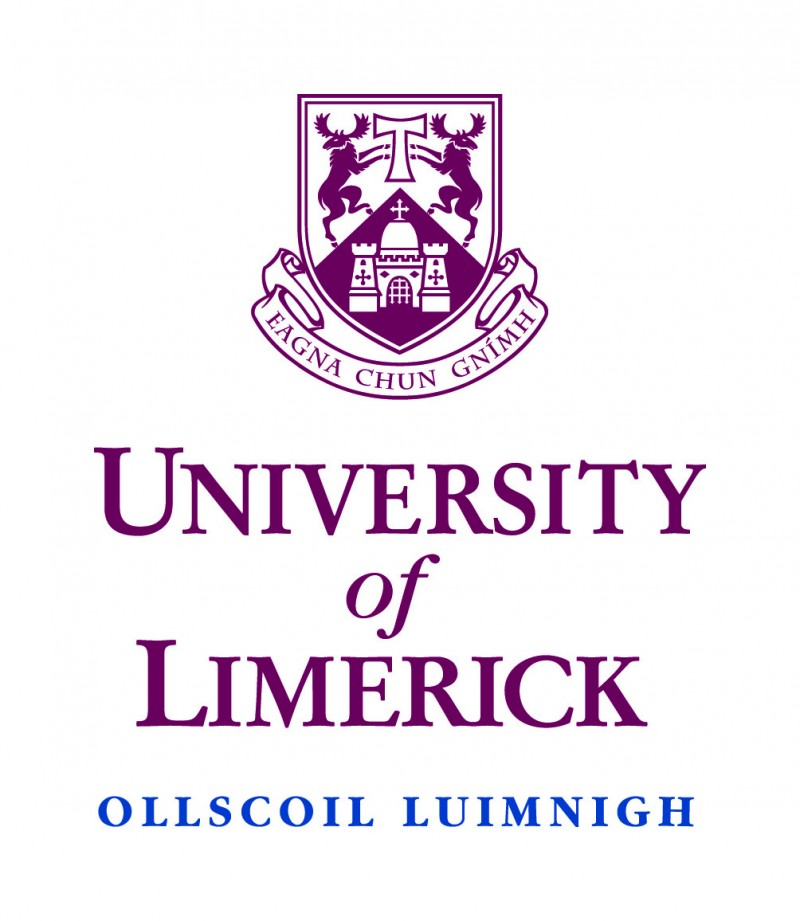 EAGNA CHUN GNÍMH
UNIVERSITY
of
LIMERICK
OLLSCOIL LUIMNIGH